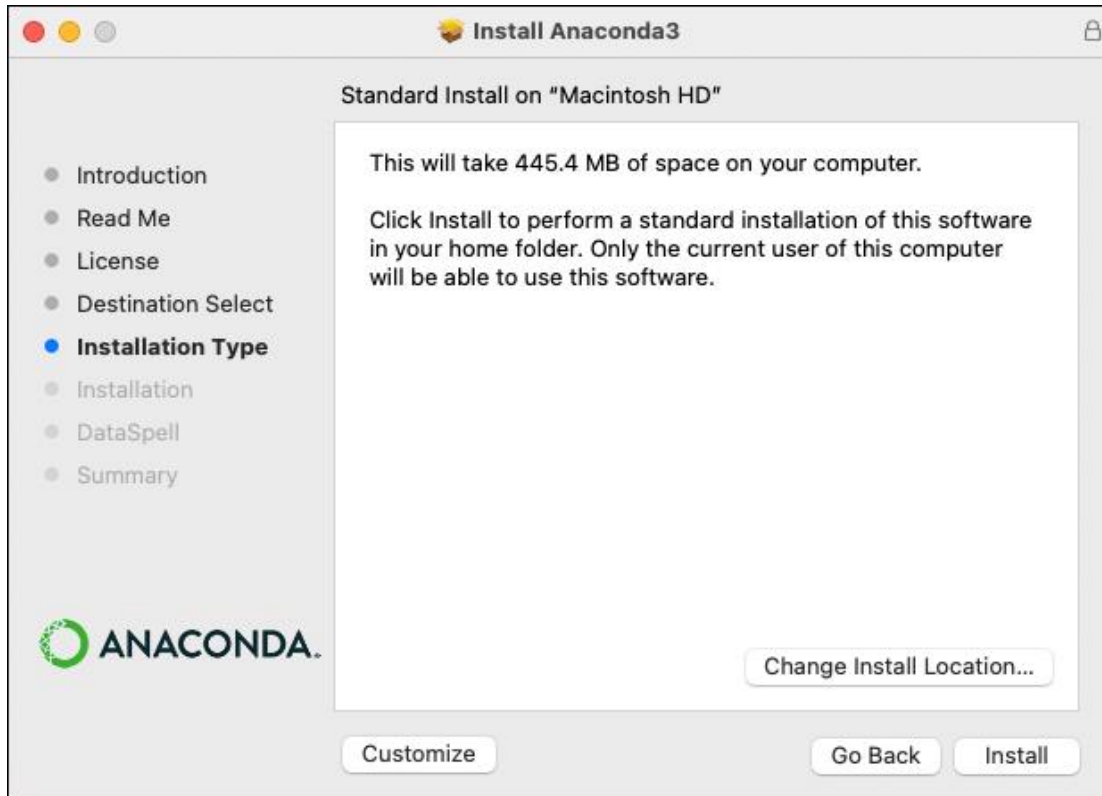 Install Anaconda3
Standard Install on “Macintosh HD”
Introduction
Read Me
License
Destination Select
Installation Type
Installation
DataSpell
Summary
This will take 445.4 MB of space on your computer.
Click Install to perform a standard installation of this software
in your home folder. Only the current user of this computer
will be able to use this software.
ANACONDA.
Change Install Location...
Customize
Go Back
Install